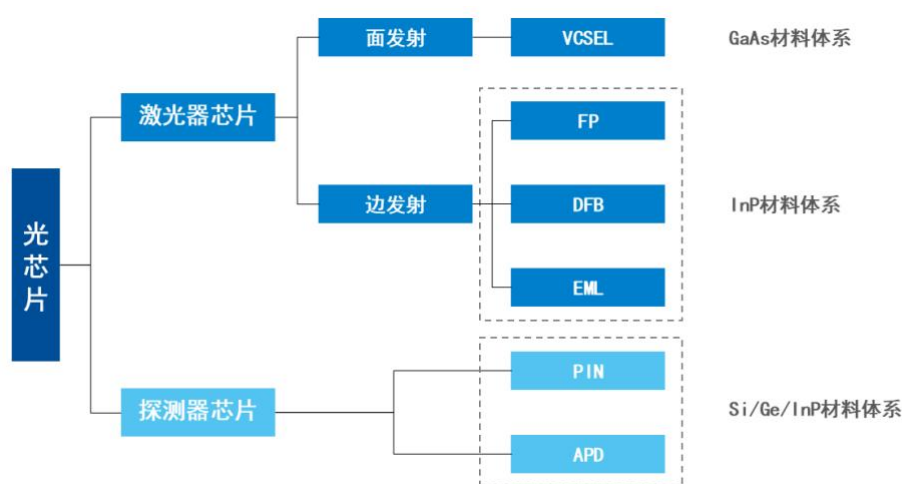 面发射
VCSEL
GaAs材料体系
激光器芯片
FP
边发射
DFB
InP材料体系
光芯片
EML
PIN
探测器芯片
Si/Ge/InP材料体系
APD